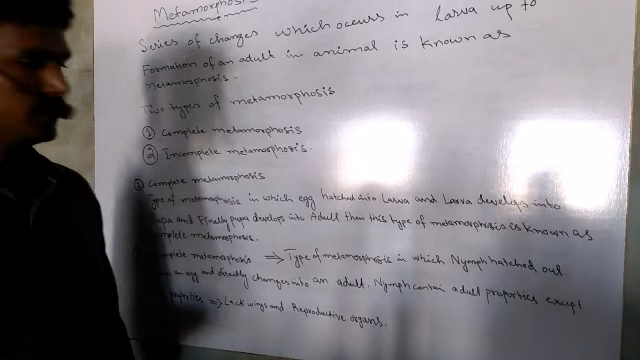 Metamorphosis
Series of changes which occurs in Larva up to
Formation of an adult in animal is known as
Metamorphosis.
Two types of metamorphosis
① Complete metamorphosis
② Incomplete metamorphosis.
① Complete metamorphosis
Type of metamorphosis in which egg hatched into Larva and Larva develops into
Pupa and Finely pupa develops into Adult then this type of metamorphosis is known as
complete metamorphosis.
metamorphosis ⇒ Type of metamorphosis in which Nymph hatched out
an egg and directly changes into an adult. Nymph contain adult properties except
properties ⇒ Lack wings and Reproductive organs.